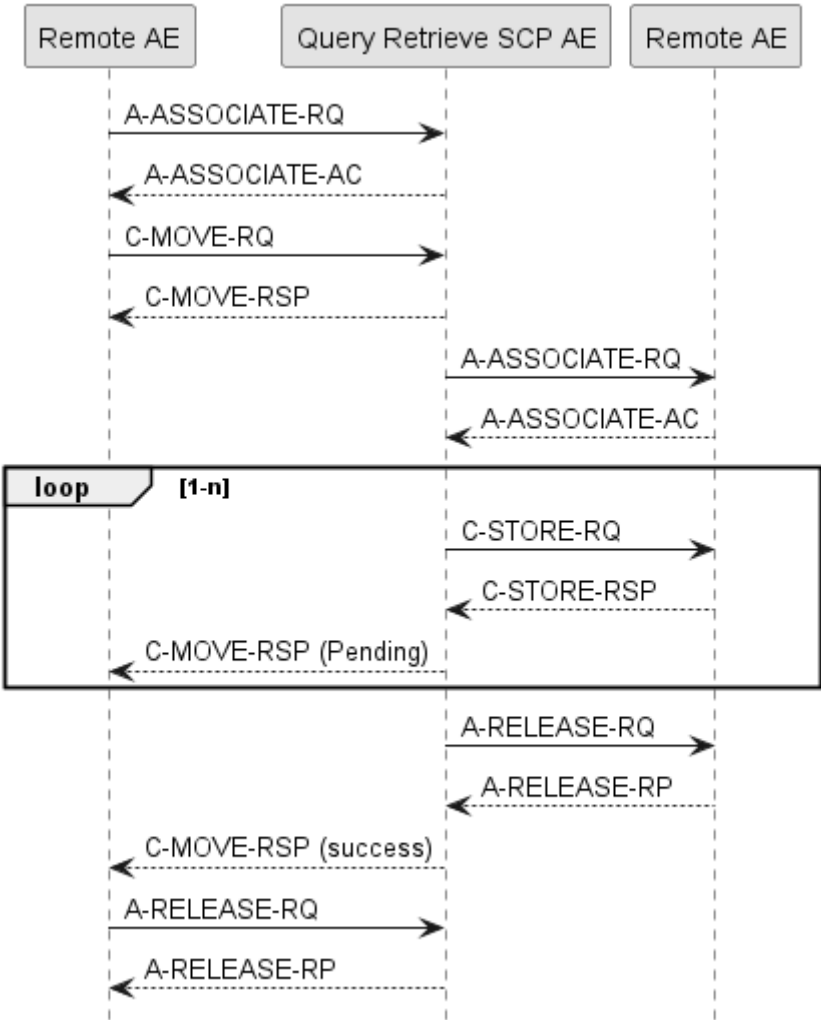 Remote AE Query Retrieve SCP AE Remote AE
A-ASSOCIATE-RQ
A-ASSOCIATE-AC
C-MOVE-RQ
C-MOVE-RSP
A-ASSOCIATE-RQ
A-ASSOCIATE-AC
loop [1-n]
C-STORE-RQ
C-STORE-RSP
C-MOVE-RSP (Pending)
A-RELEASE-RQ
A-RELEASE-RP
C-MOVE-RSP (success)
A-RELEASE-RQ
A-RELEASE-RP